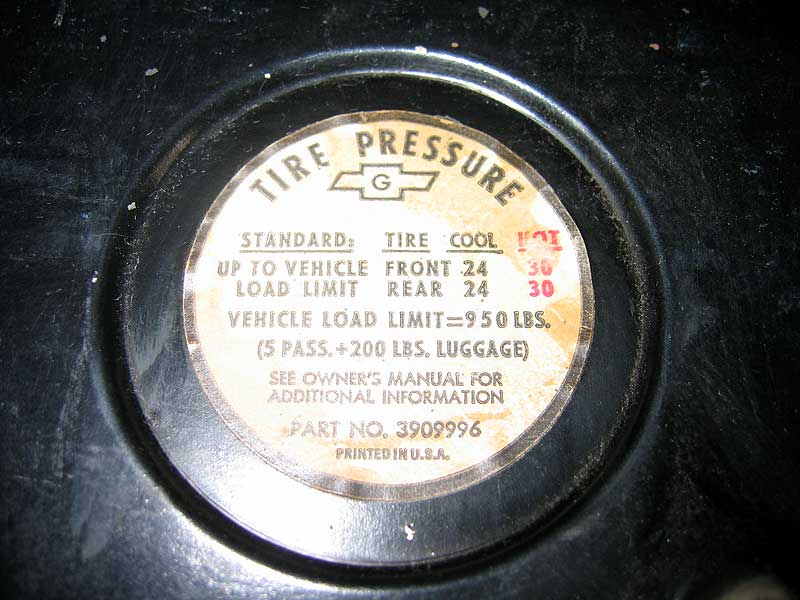 TIRE PRESSURE
G
STANDARD: TIRE COOL HOT
UP TO VEHICLE FRONT 24 30
LOAD LIMIT REAR 24 30
VEHICLE LOAD LIMIT=950 LBS.
(5 PASS.+200 LBS. LUGGAGE)
SEE OWNER'S MANUAL FOR
ADDITIONAL INFORMATION
PART NO. 3909996
PRINTED IN U.S.A.